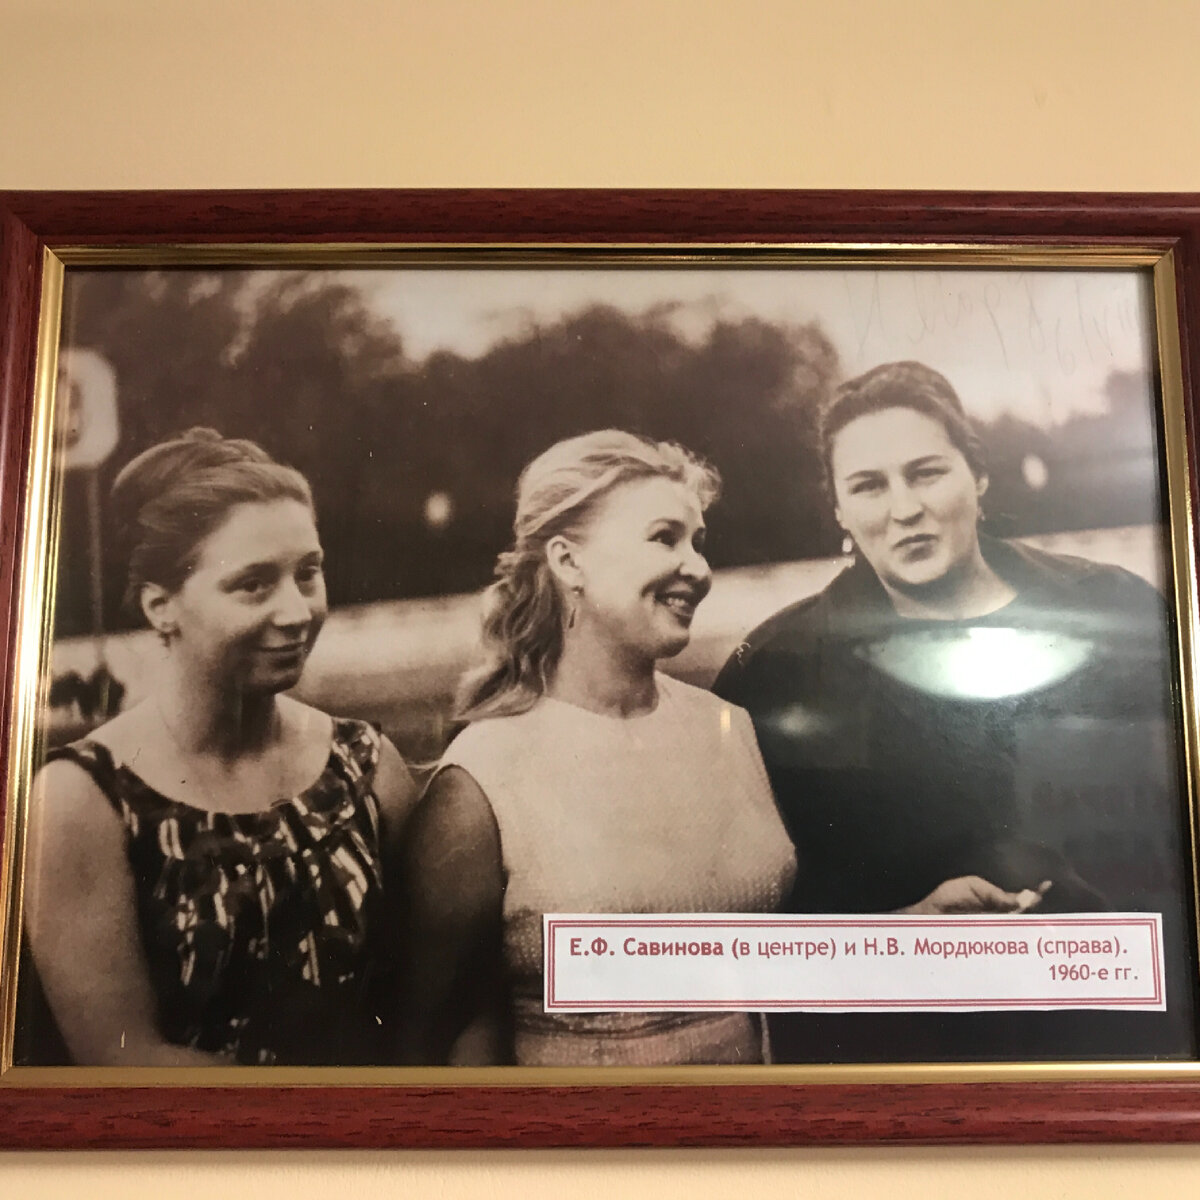 Е.Ф. Савинова (в центре) и Н.В. Мордюкова (справа).
1960-е гг.